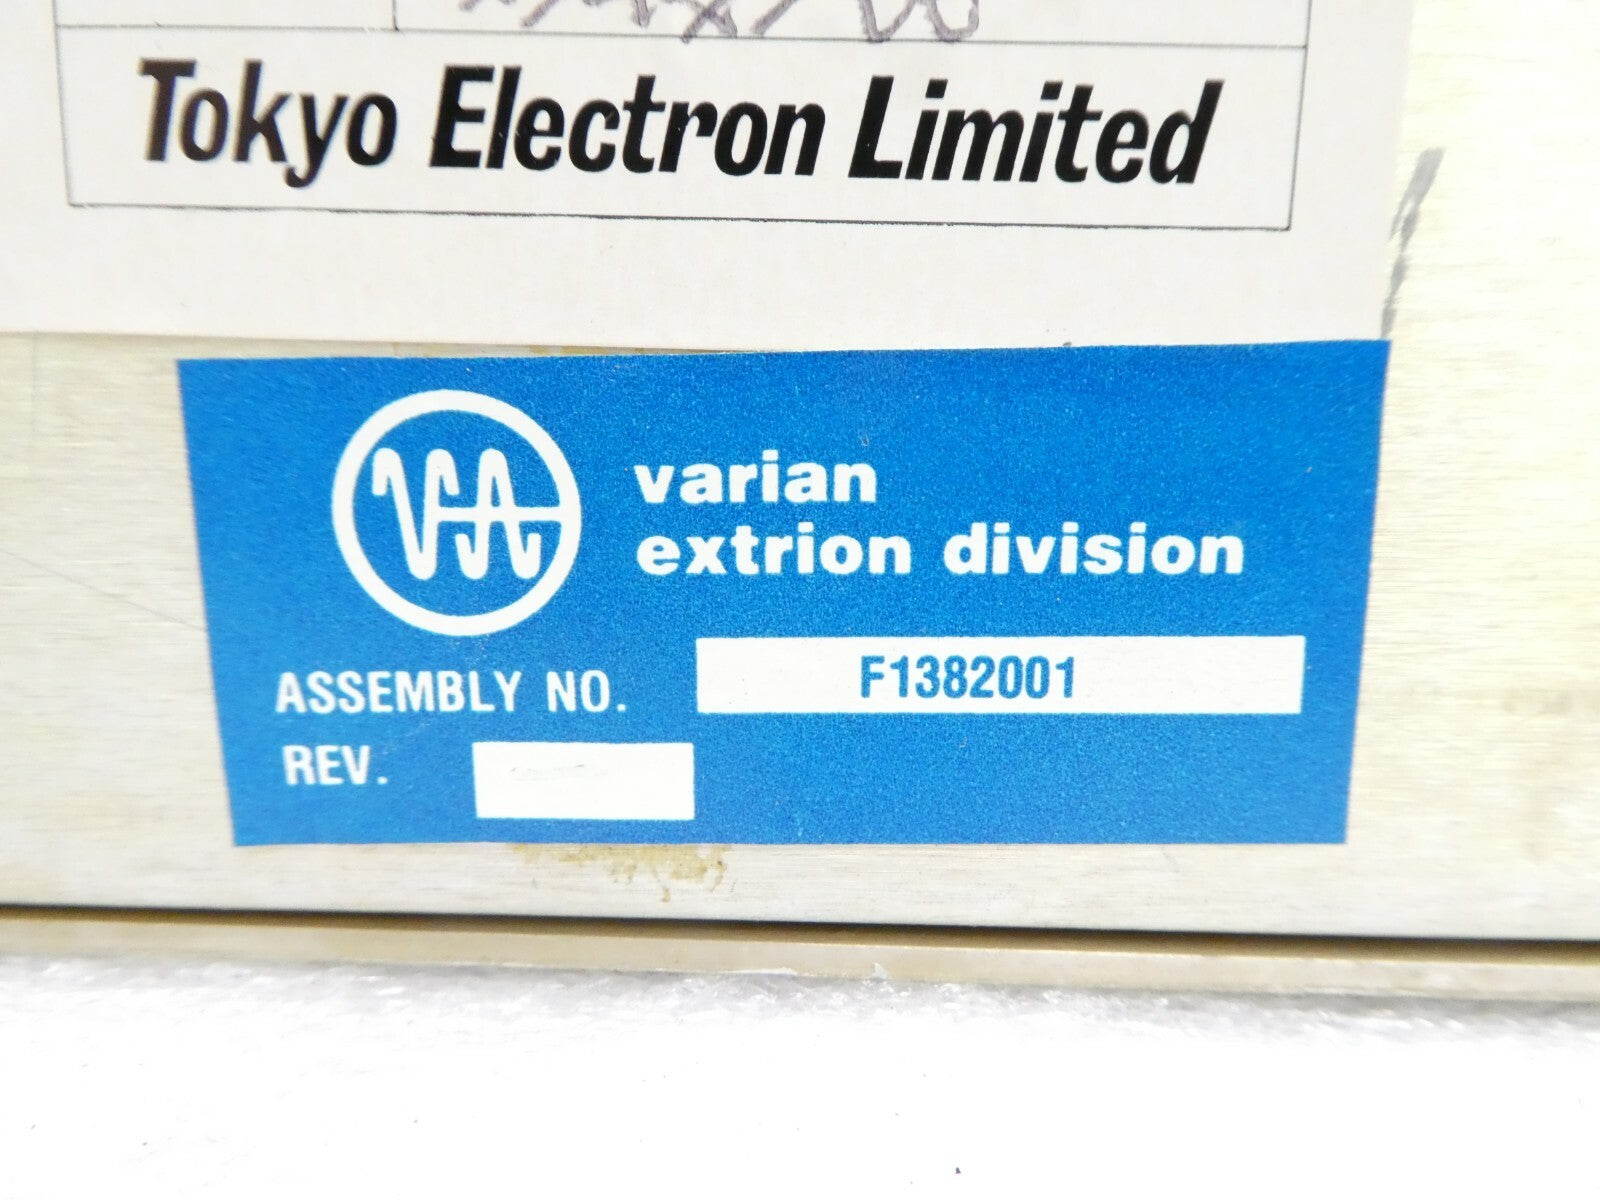 Tokyo Electron Limited
varian
extrion division
ASSEMBLY NO. F1382001
REV.